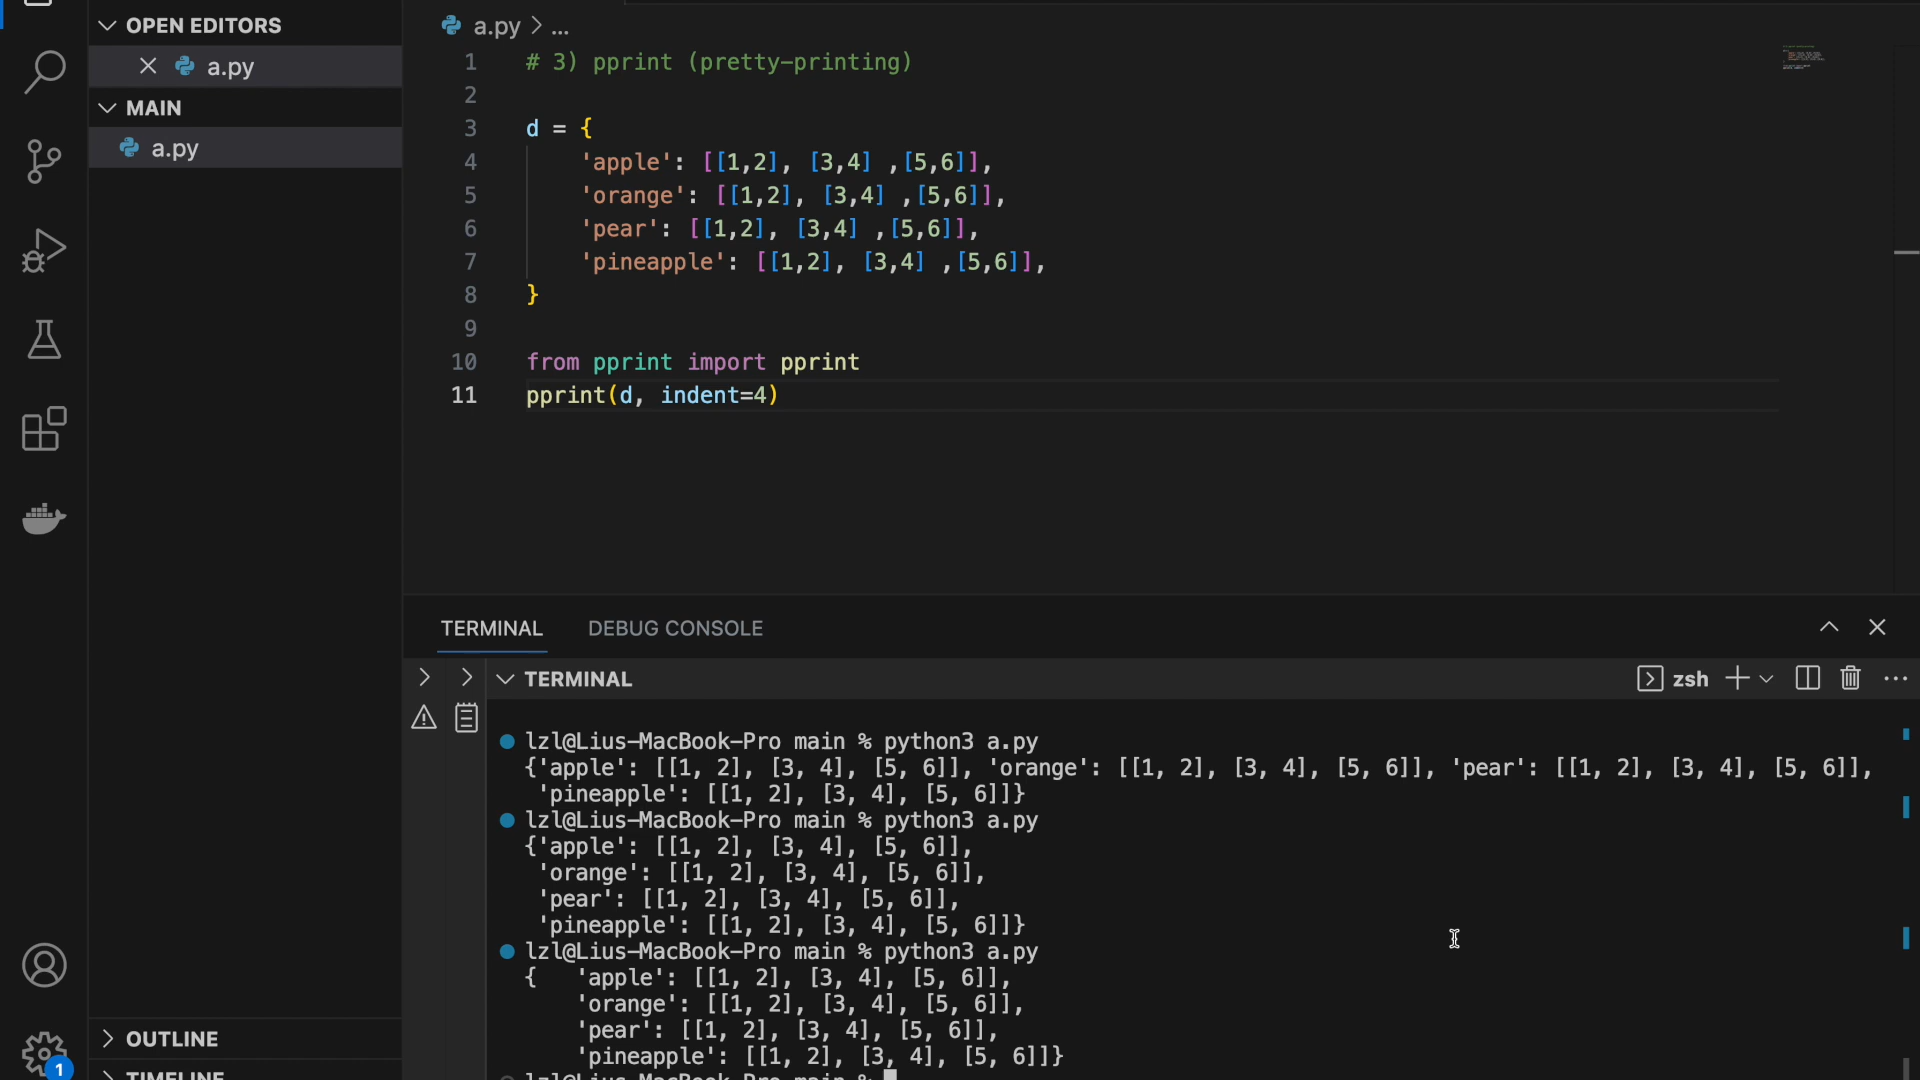 OPEN EDITORS
a.py
MAIN
a.py
OUTLINE
TIMELINE
1
a.py > ...
1 # 3) pprint (pretty-printing)
2
3 d = {
4 'apple': [[1,2], [3,4] ,[5,6]],
5 'orange': [[1,2], [3,4] ,[5,6]],
6 'pear': [[1,2], [3,4] ,[5,6]],
7 'pineapple': [[1,2], [3,4] ,[5,6]],
8 }
9
10 from pprint import pprint
11 pprint(d, indent=4)
TERMINAL DEBUG CONSOLE
TERMINAL zsh
lzl@Lius-MacBook-Pro main % python3 a.py
{'apple': [[1, 2], [3, 4], [5, 6]], 'orange': [[1, 2], [3, 4], [5, 6]], 'pear': [[1, 2], [3, 4], [5, 6]],
'pineapple': [[1, 2], [3, 4], [5, 6]]}
lzl@Lius-MacBook-Pro main % python3 a.py
{'apple': [[1, 2], [3, 4], [5, 6]],
'orange': [[1, 2], [3, 4], [5, 6]],
'pear': [[1, 2], [3, 4], [5, 6]],
'pineapple': [[1, 2], [3, 4], [5, 6]]}
lzl@Lius-MacBook-Pro main % python3 a.py
{   'apple': [[1, 2], [3, 4], [5, 6]],
'orange': [[1, 2], [3, 4], [5, 6]],
'pear': [[1, 2], [3, 4], [5, 6]],
'pineapple': [[1, 2], [3, 4], [5, 6]]}
lzl@Lius-MacBook-Pro main %